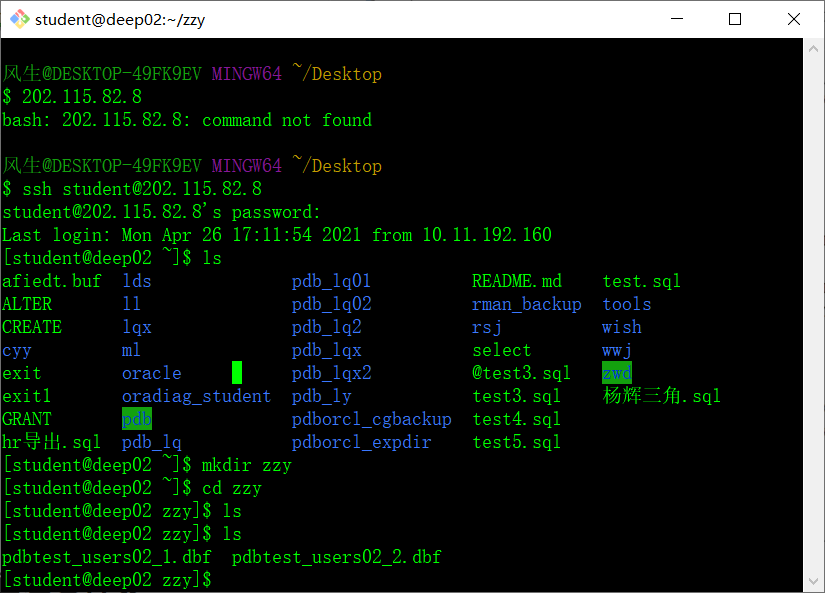 student@deep02:~/zzy
风生@DESKTOP-49FK9EV MINGW64 ~/Desktop
$ 202.115.82.8
bash: 202.115.82.8: command not found
风生@DESKTOP-49FK9EV MINGW64 ~/Desktop
$ ssh student@202.115.82.8
student@202.115.82.8's password:
Last login: Mon Apr 26 17:11:54 2021 from 10.11.192.160
[student@deep02 ~]$ ls
afiedt.buf lds pdb_lq01 README.md test.sql
ALTER ll pdb_lq02 rman_backup tools
CREATE lqx pdb_lq2 rsj wish
cyy ml pdb_lqx select wwj
exit oracle pdb_lqx2 @test3.sql zwd
exit1 oradiag_student pdb_ly test3.sql 杨辉三角.sql
GRANT pdb pdborcl_cgbackup test4.sql
hr导出.sql pdb_lq pdborcl_expdir test5.sql
[student@deep02 ~]$ mkdir zzy
[student@deep02 ~]$ cd zzy
[student@deep02 zzy]$ ls
[student@deep02 zzy]$ ls
pdbtest_users02_1.dbf pdbtest_users02_2.dbf
[student@deep02 zzy]$